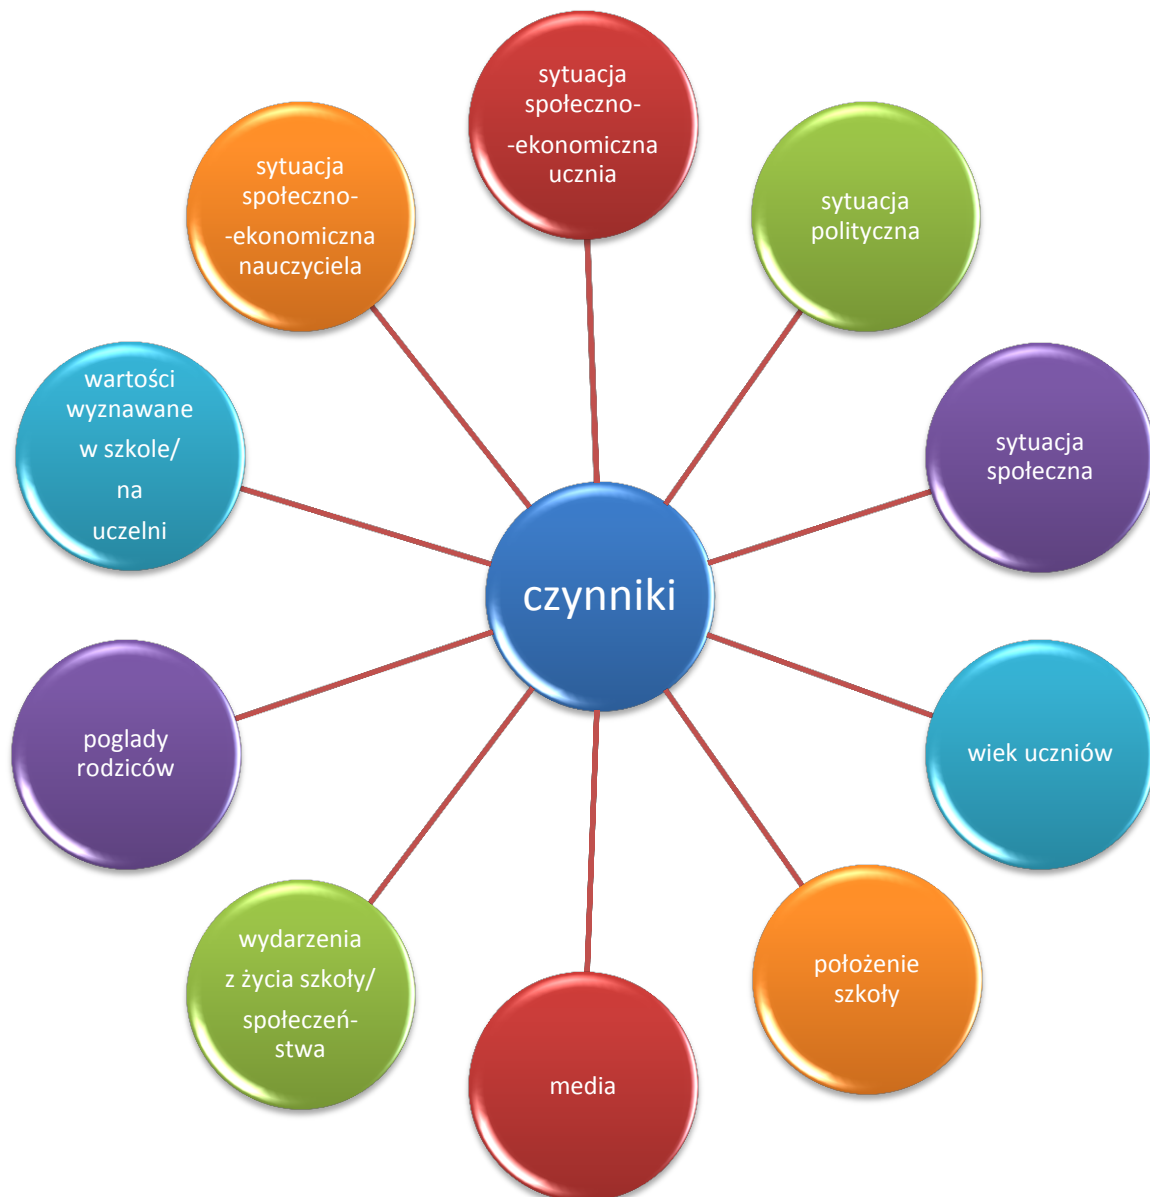 sytuacja
społeczno-
-ekonomiczna
ucznia
sytuacja
polityczna
sytuacja
społeczna
wiek uczniów
położenie
szkoły
media
wydarzenia
z życia szkoły/
społeczeń-
stwa
poglady
rodziców
wartości
wyznawane
w szkole/
na
uczelni
sytuacja
społeczno-
-ekonomiczna
nauczyciela
czynniki